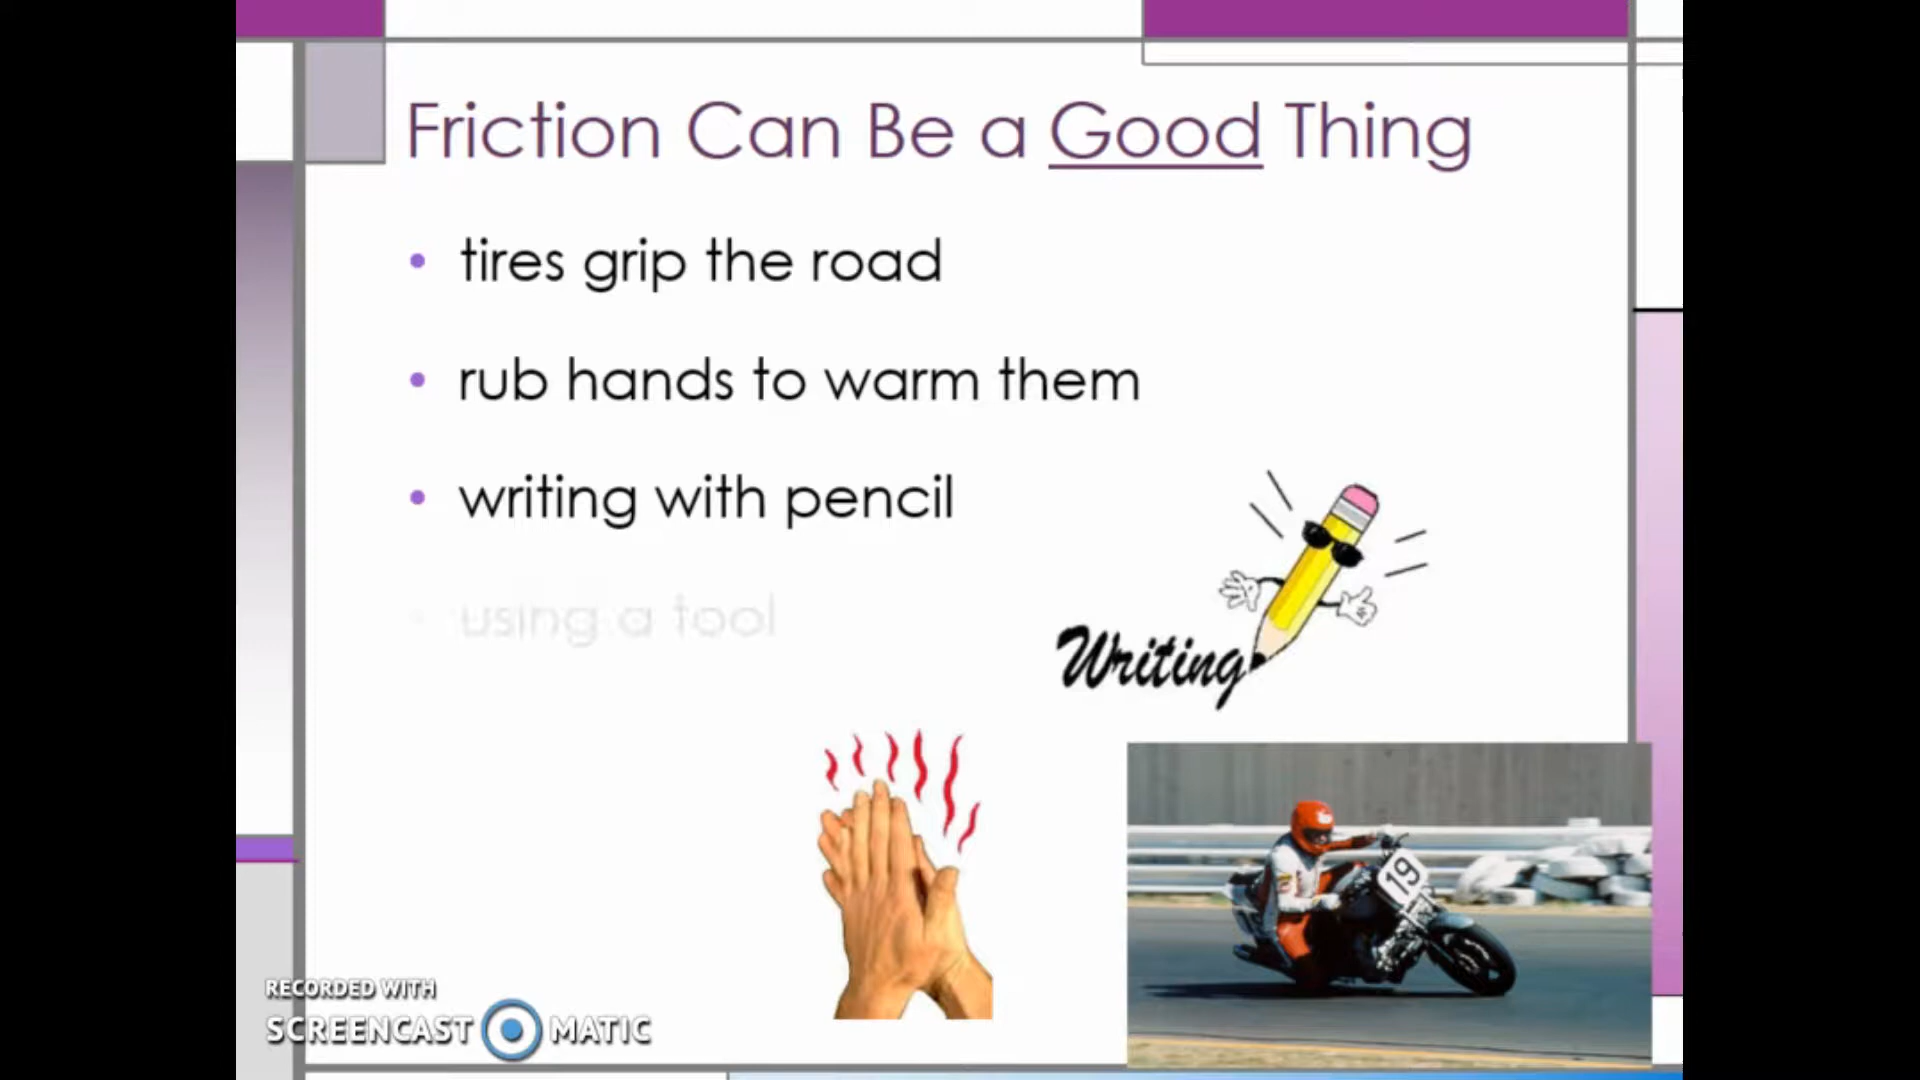 Friction Can Be a Good Thing
• tires grip the road
• rub hands to warm them
• writing with pencil
• using a tool
Writing
19
RECORDED WITH
SCREENCAST MATIC